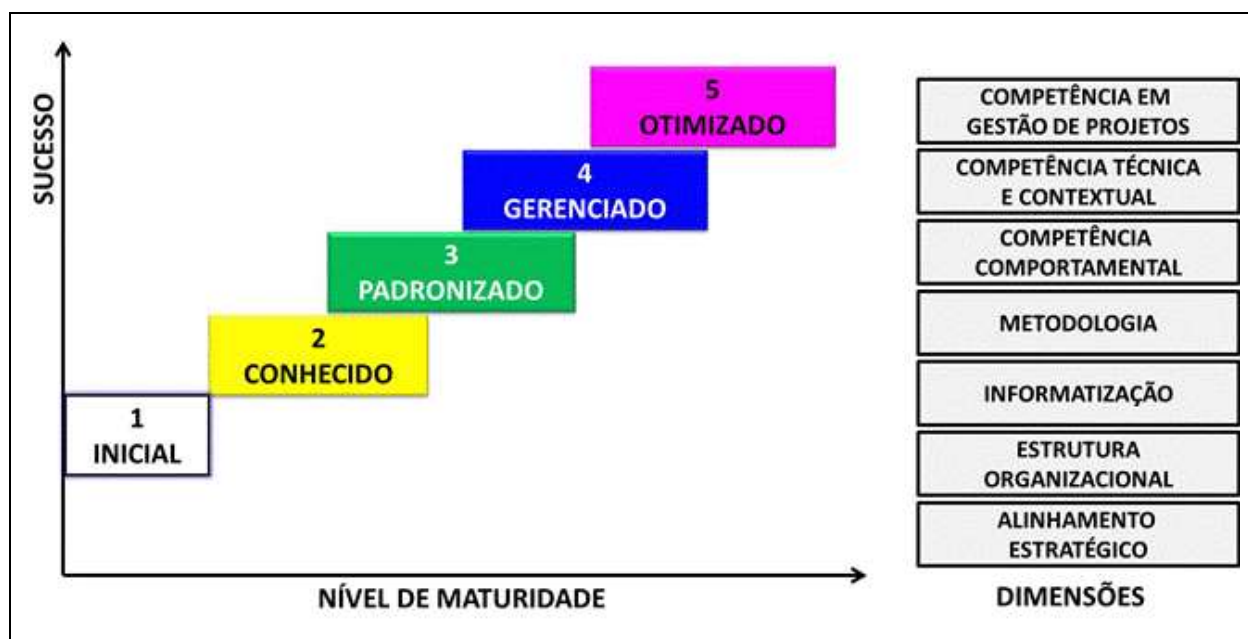 SUCESSO
5
OTIMIZADO
4
GERENCIADO
3
PADRONIZADO
2
CONHECIDO
1
INICIAL
NÍVEL DE MATURIDADE
COMPETÊNCIA EM
GESTÃO DE PROJETOS
COMPETÊNCIA TÉCNICA
E CONTEXTUAL
COMPETÊNCIA
COMPORTAMENTAL
METODOLOGIA
INFORMATIZAÇÃO
ESTRUTURA
ORGANIZACIONAL
ALINHAMENTO
ESTRATÉGICO
DIMENSÕES